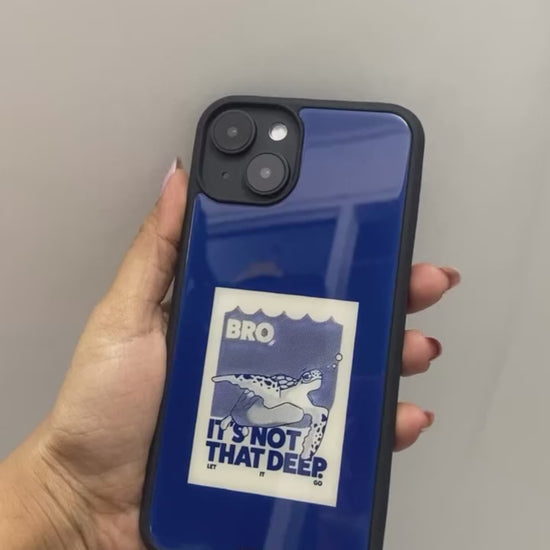 BRO,
IT'S NOT
THAT DEEP.
LET IT GO